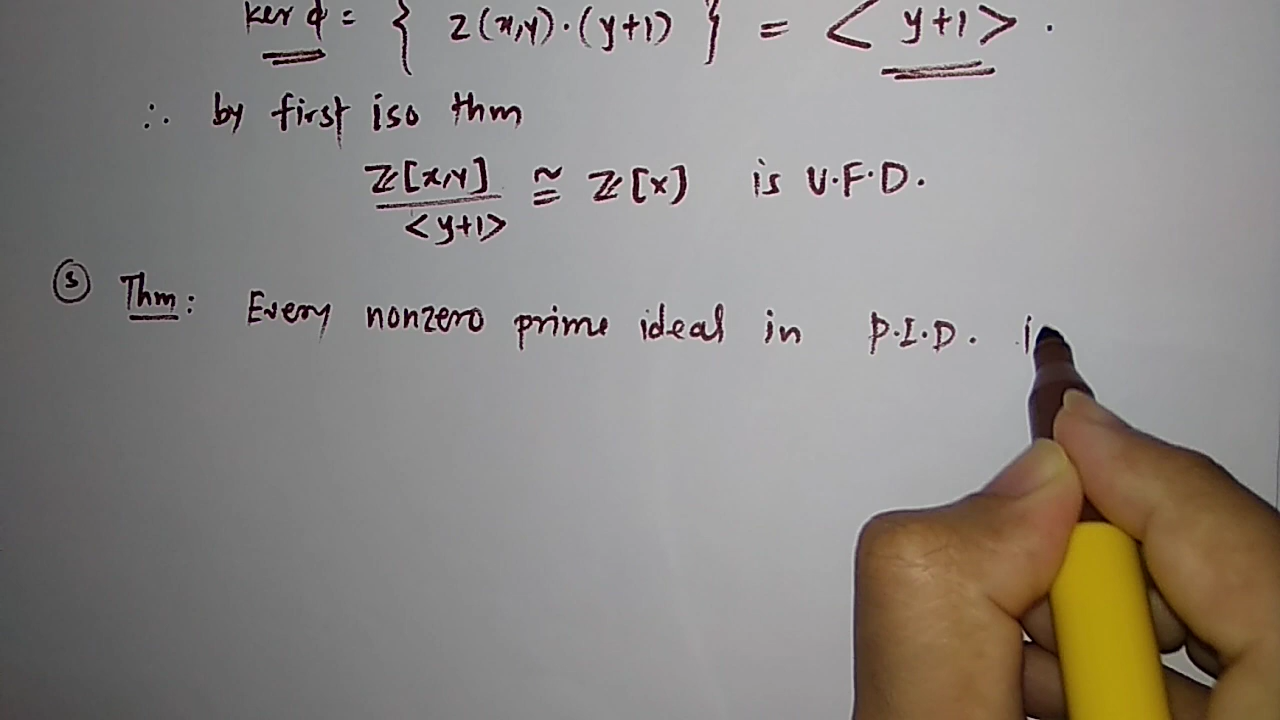 ker φ = { z(x,y)·(y+1) } = < y+1 > .
∴ by first iso thm
ℤ[x,y] / <y+1> ≅ ℤ[x] is U.F.D.
③ Thm: Every nonzero prime ideal in P.I.D. i